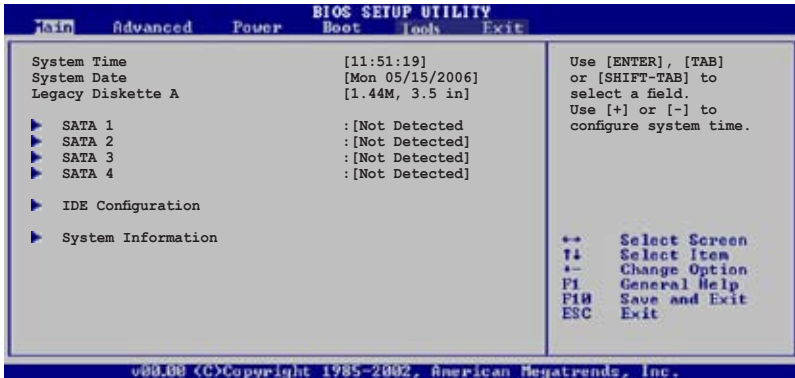 BIOS SETUP UTILITY
Main Advanced Power Boot Tools Exit
System Time [11:51:19]
System Date [Mon 05/15/2006]
Legacy Diskette A [1.44M, 3.5 in]
SATA 1 :[Not Detected
SATA 2 :[Not Detected]
SATA 3 :[Not Detected]
SATA 4 :[Not Detected]
IDE Configuration
System Information
Use [ENTER], [TAB]
or [SHIFT-TAB] to
select a field.
Use [+] or [-] to
configure system time.
←→ Select Screen
↑↓ Select Item
+- Change Option
F1 General Help
F10 Save and Exit
ESC Exit
v00.00 (C)Copyright 1985-2002, American Megatrends, Inc.